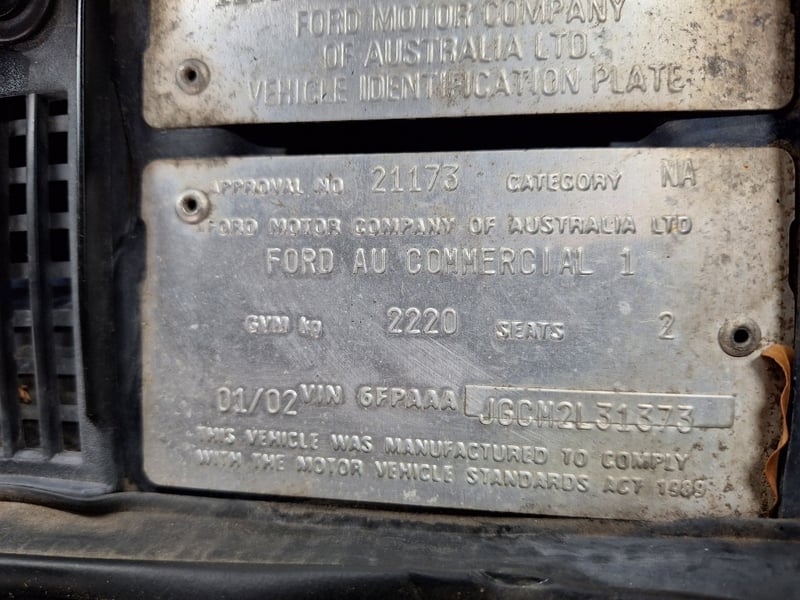 FORD MOTOR COMPANY
OF AUSTRALIA LTD.
VEHICLE IDENTIFICATION PLATE
APPROVAL NO 21173 CATEGORY NA
FORD MOTOR COMPANY OF AUSTRALIA LTD
FORD AU COMMERCIAL 1
GVM kg 2220 SEATS 2
01/02 VIN 6FPAAA JGCM2L31373
THIS VEHICLE WAS MANUFACTURED TO COMPLY
WITH THE MOTOR VEHICLE STANDARDS ACT 1989